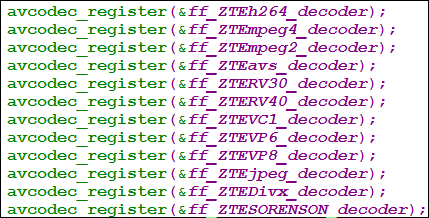 avcodec_register(&ff_ZTEh264_decoder);
avcodec_register(&ff_ZTEmpeg4_decoder);
avcodec_register(&ff_ZTEmpeg2_decoder);
avcodec_register(&ff_ZTEavs_decoder);
avcodec_register(&ff_ZTERV30_decoder);
avcodec_register(&ff_ZTERV40_decoder);
avcodec_register(&ff_ZTEVC1_decoder);
avcodec_register(&ff_ZTEVP6_decoder);
avcodec_register(&ff_ZTEVP8_decoder);
avcodec_register(&ff_ZTEjpeg_decoder);
avcodec_register(&ff_ZTEDivx_decoder);
avcodec_register(&ff_ZTESORENSON_decoder);